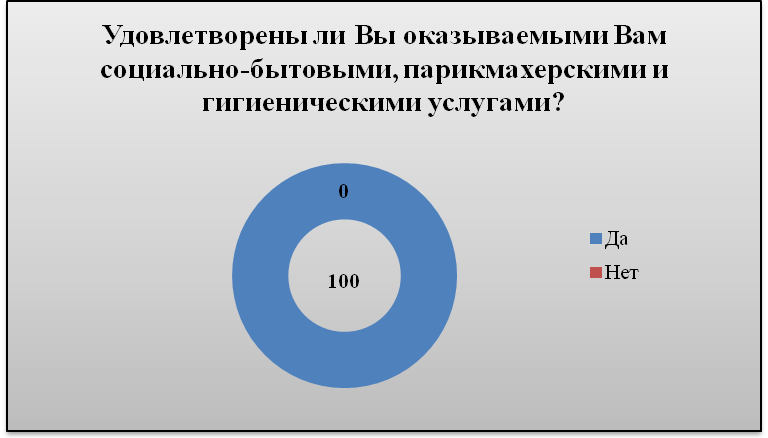 Удовлетворены ли Вы оказываемыми Вам
социально-бытовыми, парикмахерскими и
гигиеническими услугами?
0
100
Да
Нет